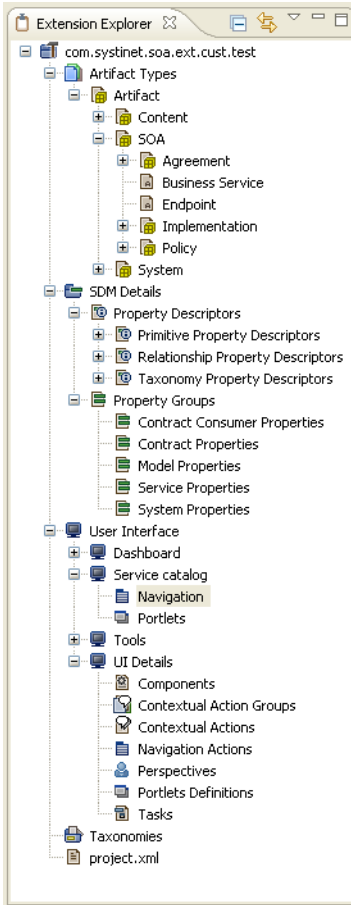 Extension Explorer
com.systinet.soa.ext.cust.test
Artifact Types
Artifact
Content
SOA
Agreement
Business Service
Endpoint
Implementation
Policy
System
SDM Details
Property Descriptors
Primitive Property Descriptors
Relationship Property Descriptors
Taxonomy Property Descriptors
Property Groups
Contract Consumer Properties
Contract Properties
Model Properties
Service Properties
System Properties
User Interface
Dashboard
Service catalog
Navigation
Portlets
Tools
UI Details
Components
Contextual Action Groups
Contextual Actions
Navigation Actions
Perspectives
Portlets Definitions
Tasks
Taxonomies
project.xml